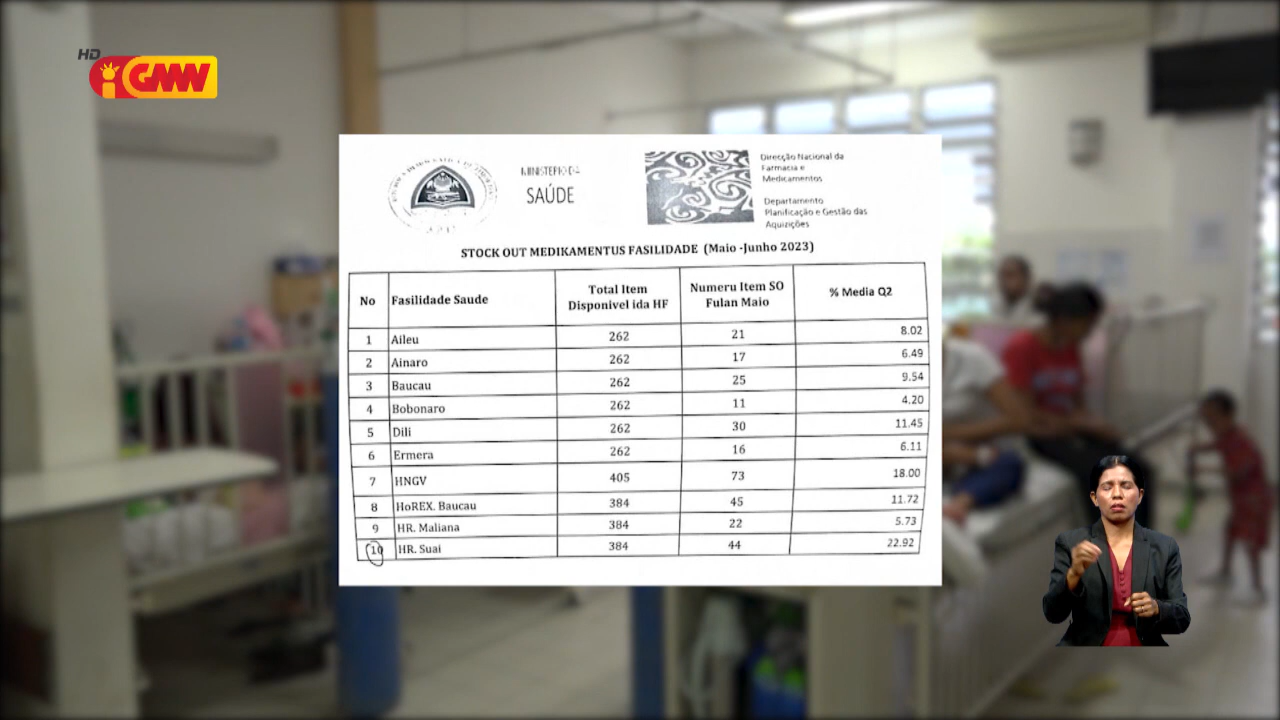 HD
GMN
MINISTERIO DA
SAÚDE
Direcção Nacional da
Farmacia e
Medicamentos
Departamento
Planificação e Gestão das
Aquizições
STOCK OUT MEDIKAMENTUS FASILIDADE (Maio -Junho 2023)
No Fasilidade Saude Total Item Disponivel ida HF Numeru Item SO Fulan Maio % Media Q2
1 Aileu 262 21 8.02
2 Ainaro 262 17 6.49
3 Baucau 262 25 9.54
4 Bobonaro 262 11 4.20
5 Dili 262 30 11.45
6 Ermera 262 16 6.11
7 HNGV 405 73 18.00
8 HoREX. Baucau 384 45 11.72
9 HR. Maliana 384 22 5.73
10 HR. Suai 384 44 22.92